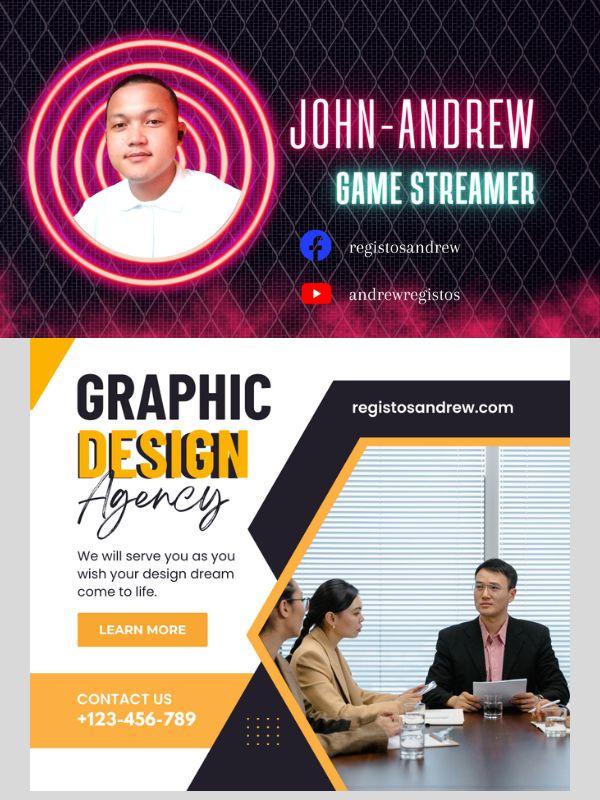 JOHN-ANDREW
GAME STREAMER
registosandrew
andrewregistos
GRAPHIC
DESIGN
Agency
registosandrew.com
We will serve you as you
wish your design dream
come to life.
LEARN MORE
CONTACT US
+123-456-789